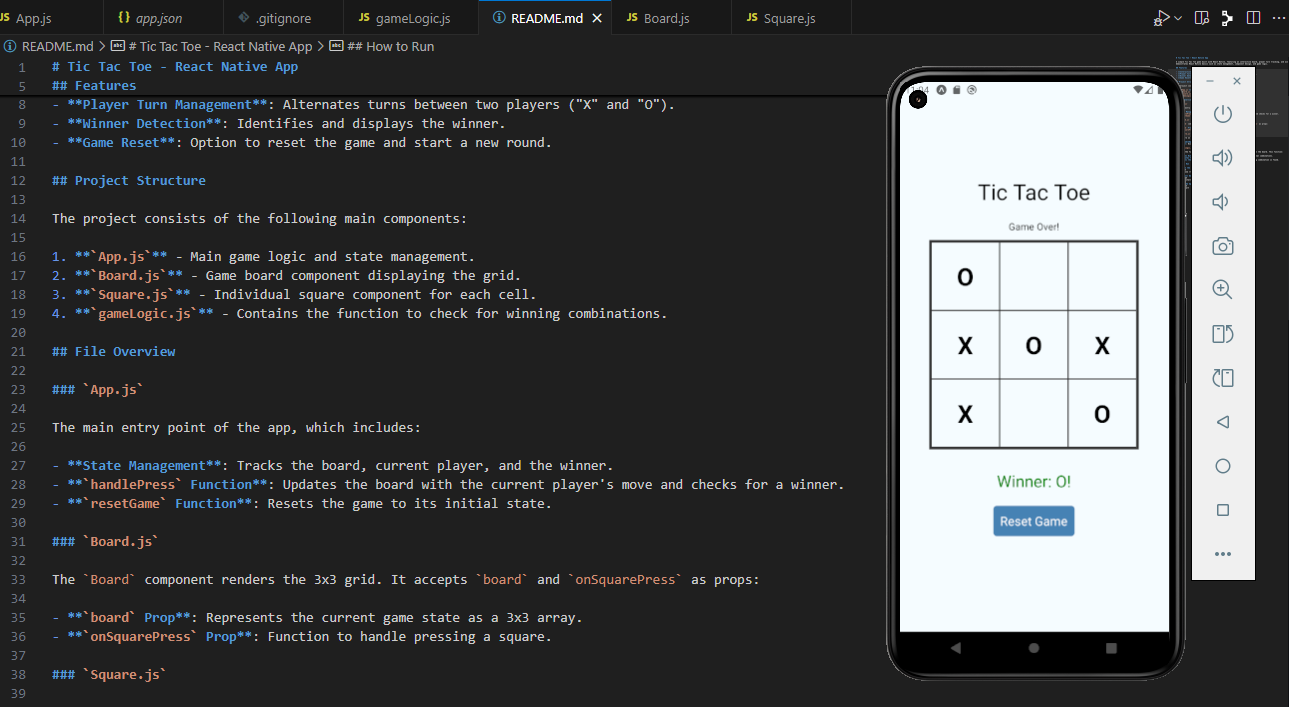 JS App.js
{} app.json
.gitignore
JS gameLogic.js
README.md
JS Board.js
JS Square.js
README.md > # Tic Tac Toe - React Native App > ## How to Run
1 # Tic Tac Toe - React Native App
5 ## Features
8 - **Player Turn Management**: Alternates turns between two players ("X" and "O").
9 - **Winner Detection**: Identifies and displays the winner.
10 - **Game Reset**: Option to reset the game and start a new round.
11
12 ## Project Structure
13
14 The project consists of the following main components:
15
16 1. **`App.js`** - Main game logic and state management.
17 2. **`Board.js`** - Game board component displaying the grid.
18 3. **`Square.js`** - Individual square component for each cell.
19 4. **`gameLogic.js`** - Contains the function to check for winning combinations.
20
21 ## File Overview
22
23 ### `App.js`
24
25 The main entry point of the app, which includes:
26
27 - **State Management**: Tracks the board, current player, and the winner.
28 - **`handlePress` Function**: Updates the board with the current player's move and checks for a winner.
29 - **`resetGame` Function**: Resets the game to its initial state.
30
31 ### `Board.js`
32
33 The `Board` component renders the 3x3 grid. It accepts `board` and `onSquarePress` as props:
34
35 - **`board` Prop**: Represents the current game state as a 3x3 array.
36 - **`onSquarePress` Prop**: Function to handle pressing a square.
37
38 ### `Square.js`
39
Tic Tac Toe
Game Over!
O
X O X
X O
Winner: O!
Reset Game